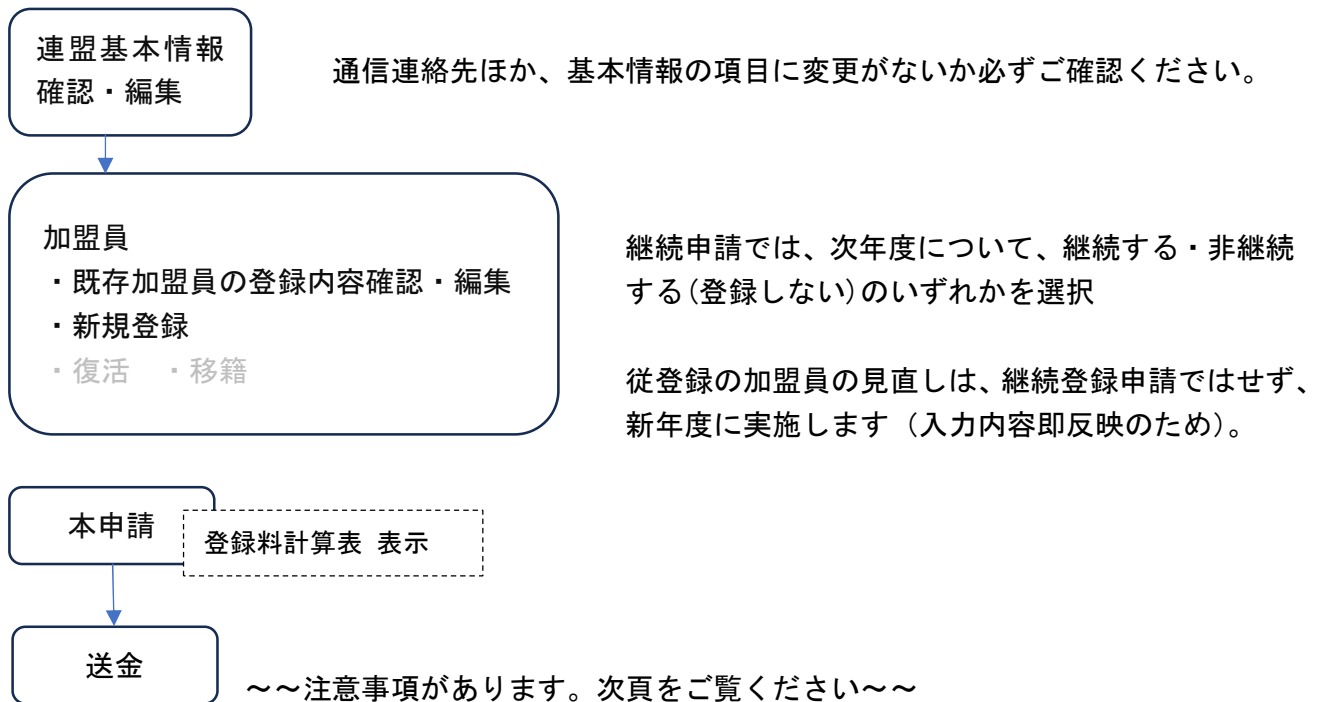 連盟基本情報
確認・編集
通信連絡先ほか、基本情報の項目に変更がないか必ずご確認ください。
加盟員
・既存加盟員の登録内容確認・編集
・新規登録
・復活　・移籍
継続申請では、次年度について、継続する・非継続
する(登録しない)のいずれかを選択
従登録の加盟員の見直しは、継続登録申請ではせず、
新年度に実施します（入力内容即反映のため）。
本申請
登録料計算表 表示
送金
～～注意事項があります。次頁をご覧ください～～